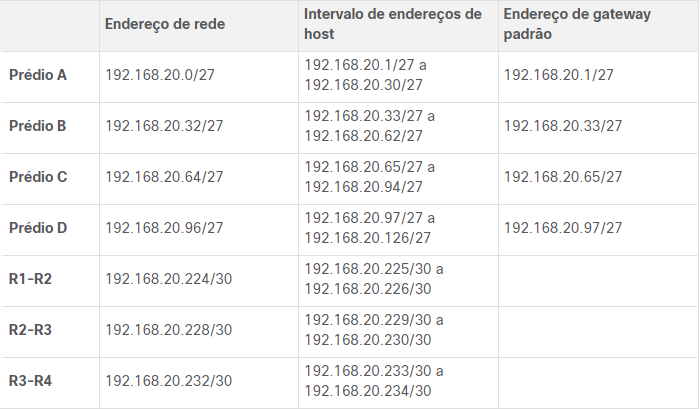 Endereço de rede
Intervalo de endereços de
host
Endereço de gateway
padrão
Prédio A
192.168.20.0/27
192.168.20.1/27 a
192.168.20.30/27
192.168.20.1/27
Prédio B
192.168.20.32/27
192.168.20.33/27 a
192.168.20.62/27
192.168.20.33/27
Prédio C
192.168.20.64/27
192.168.20.65/27 a
192.168.20.94/27
192.168.20.65/27
Prédio D
192.168.20.96/27
192.168.20.97/27 a
192.168.20.126/27
192.168.20.97/27
R1-R2
192.168.20.224/30
192.168.20.225/30 a
192.168.20.226/30
R2-R3
192.168.20.228/30
192.168.20.229/30 a
192.168.20.230/30
R3-R4
192.168.20.232/30
192.168.20.233/30 a
192.168.20.234/30